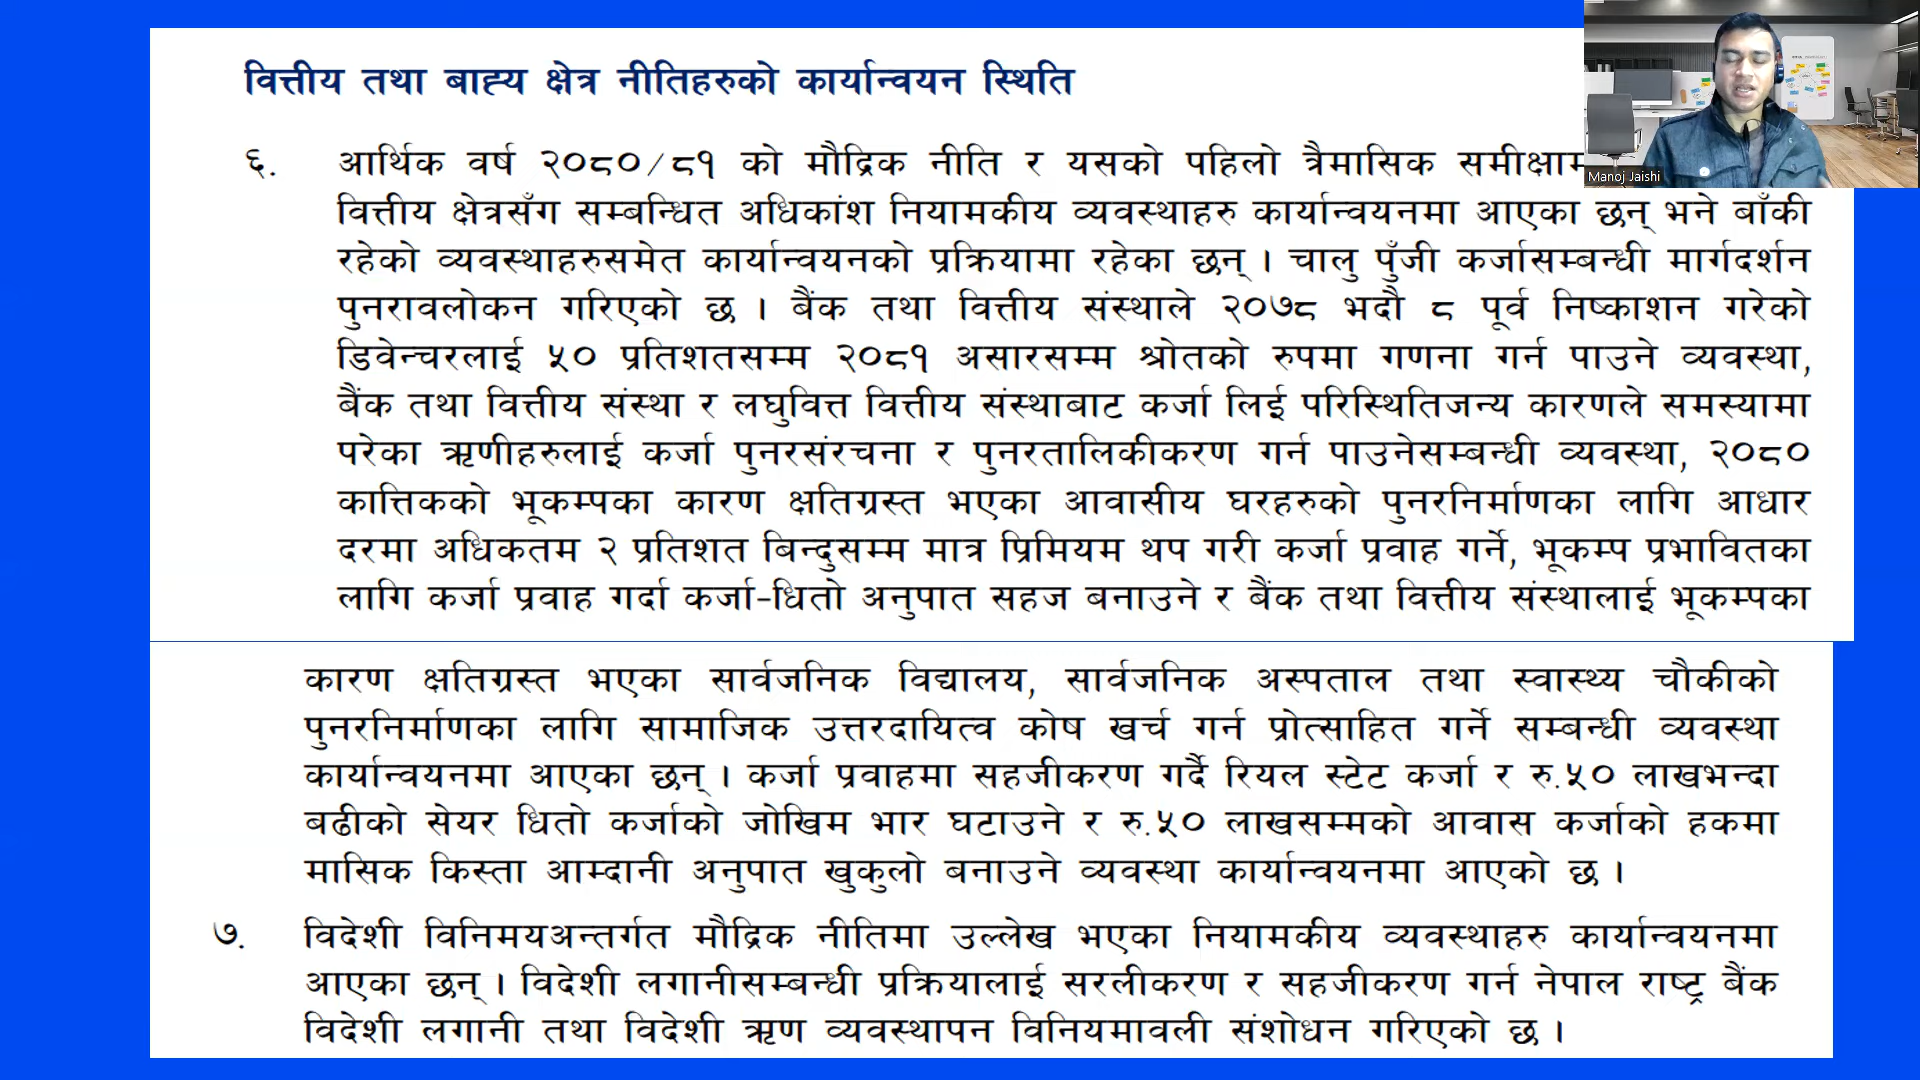 वित्तीय तथा बाह्य क्षेत्र नीतिहरुको कार्यान्वयन स्थिति
Manoj Jaishi
६. आर्थिक वर्ष २०८०/८१ को मौद्रिक नीति र यसको पहिलो त्रैमासिक समीक्षाम
वित्तीय क्षेत्रसँग सम्बन्धित अधिकांश नियामकीय व्यवस्थाहरु कार्यान्वयनमा आएका छन् भने बाँकी
रहेको व्यवस्थाहरुसमेत कार्यान्वयनको प्रक्रियामा रहेका छन् । चालु पुँजी कर्जासम्बन्धी मार्गदर्शन
पुनरावलोकन गरिएको छ । बैंक तथा वित्तीय संस्थाले २०७८ भदौ ८ पूर्व निष्काशन गरेको
डिवेन्चरलाई ५० प्रतिशतसम्म २०८१ असारसम्म श्रोतको रुपमा गणना गर्न पाउने व्यवस्था,
बैंक तथा वित्तीय संस्था र लघुवित्त वित्तीय संस्थाबाट कर्जा लिई परिस्थितिजन्य कारणले समस्यामा
परेका ऋणीहरुलाई कर्जा पुनरसंरचना र पुनरतालिकीकरण गर्न पाउनेसम्बन्धी व्यवस्था, २०८०
कात्तिकको भूकम्पका कारण क्षतिग्रस्त भएका आवासीय घरहरुको पुनरनिर्माणका लागि आधार
दरमा अधिकतम २ प्रतिशत बिन्दुसम्म मात्र प्रिमियम थप गरी कर्जा प्रवाह गर्ने, भूकम्प प्रभावितका
लागि कर्जा प्रवाह गर्दा कर्जा-धितो अनुपात सहज बनाउने र बैंक तथा वित्तीय संस्थालाई भूकम्पका
कारण क्षतिग्रस्त भएका सार्वजनिक विद्यालय, सार्वजनिक अस्पताल तथा स्वास्थ्य चौकीको
पुनरनिर्माणका लागि सामाजिक उत्तरदायित्व कोष खर्च गर्न प्रोत्साहित गर्ने सम्बन्धी व्यवस्था
कार्यान्वयनमा आएका छन् । कर्जा प्रवाहमा सहजीकरण गर्दै रियल स्टेट कर्जा र रु.५० लाखभन्दा
बढीको सेयर धितो कर्जाको जोखिम भार घटाउने र रु.५० लाखसम्मको आवास कर्जाको हकमा
मासिक किस्ता आम्दानी अनुपात खुकुलो बनाउने व्यवस्था कार्यान्वयनमा आएको छ ।
७. विदेशी विनिमयअन्तर्गत मौद्रिक नीतिमा उल्लेख भएका नियामकीय व्यवस्थाहरु कार्यान्वयनमा
आएका छन् । विदेशी लगानीसम्बन्धी प्रक्रियालाई सरलीकरण र सहजीकरण गर्न नेपाल राष्ट्र बैंक
विदेशी लगानी तथा विदेशी ऋण व्यवस्थापन विनियमावली संशोधन गरिएको छ ।